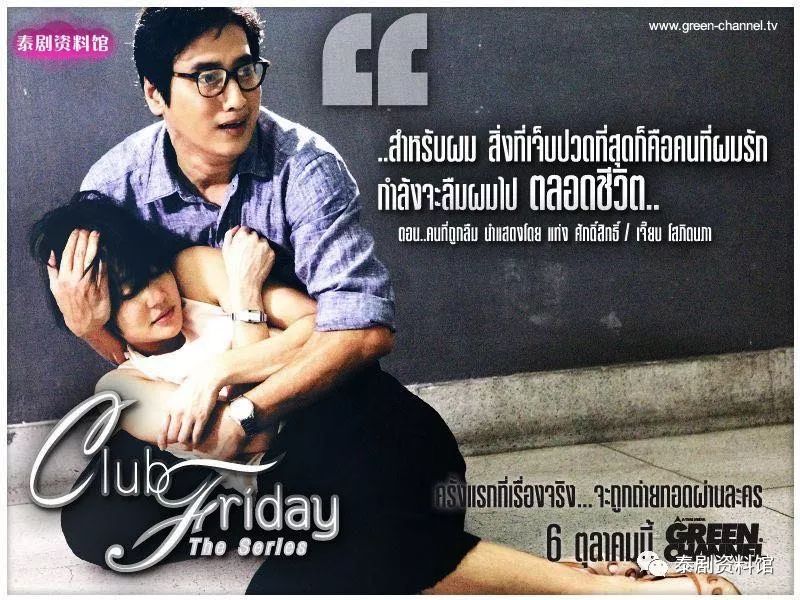 泰剧资料馆
www.green-channel.tv
“
..สำหรับผม สิ่งที่เจ็บปวดที่สุดก็คือคนที่ผมรัก
กำลังจะลืมผมไป ตลอดชีวิต..
ตอน..คนที่ถูกลืม นำแสดงโดย แท่ง ศักดิ์สิทธิ์ / เจี๊ยบ โสภิตนภา
Club Friday
The Series
ครั้งแรกที่เรื่องจริง...จะถูกถ่ายทอดผ่านละคร
6 ตุลาคมนี้
GREEN
CHANNEL
泰剧资料馆